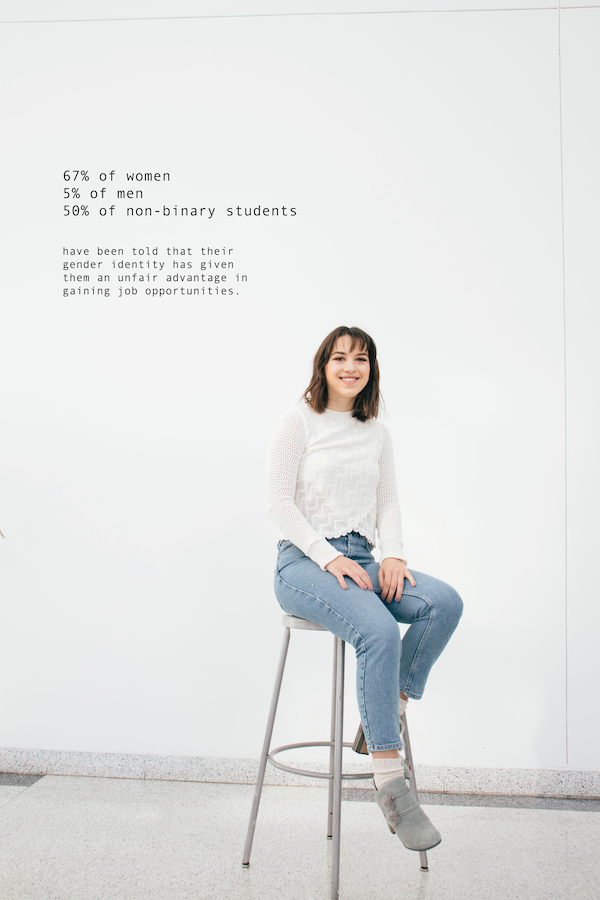 67% of women
5% of men
50% of non-binary students
have been told that their
gender identity has given
them an unfair advantage in
gaining job opportunities.